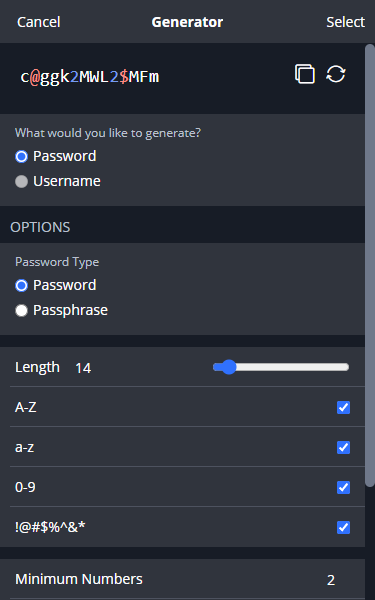 Cancel Generator Select
c@ggk2MWL2$MFm
What would you like to generate?
Password
Username
OPTIONS
Password Type
Password
Passphrase
Length 14
A-Z
a-z
0-9
!@#$%^&*
Minimum Numbers 2